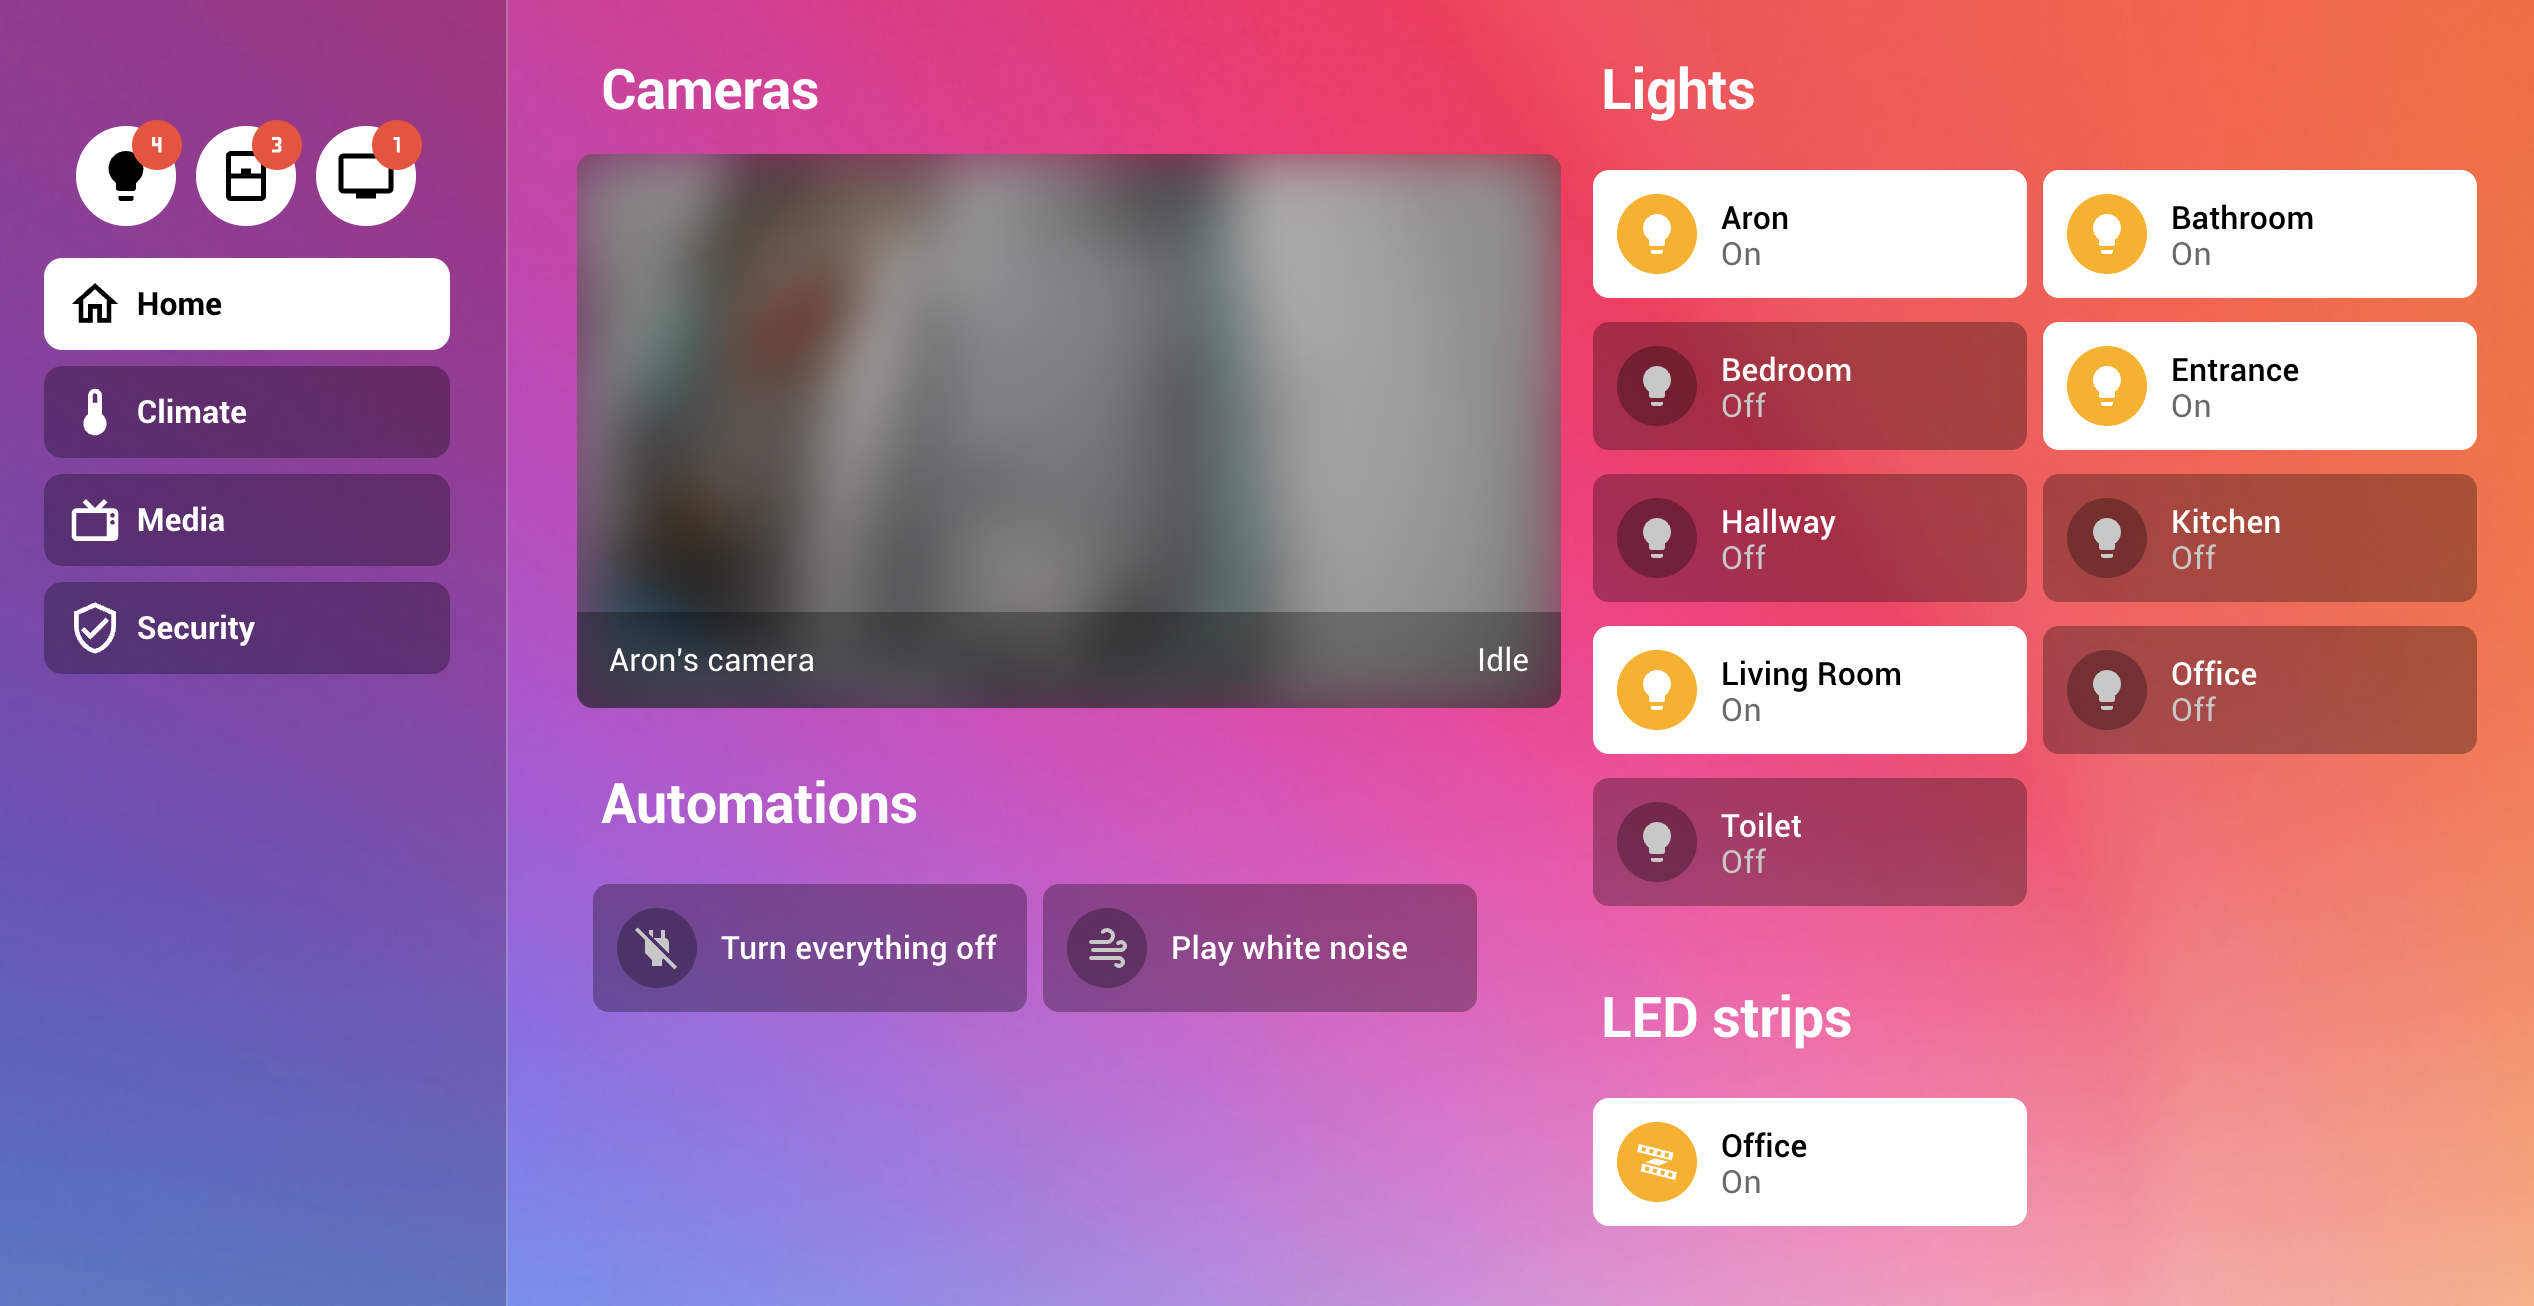 4
3
1
Home
Climate
Media
Security
Cameras
Aron's camera
Idle
Automations
Turn everything off
Play white noise
Lights
Aron
On
Bathroom
On
Bedroom
Off
Entrance
On
Hallway
Off
Kitchen
Off
Living Room
On
Office
Off
Toilet
Off
LED strips
Office
On